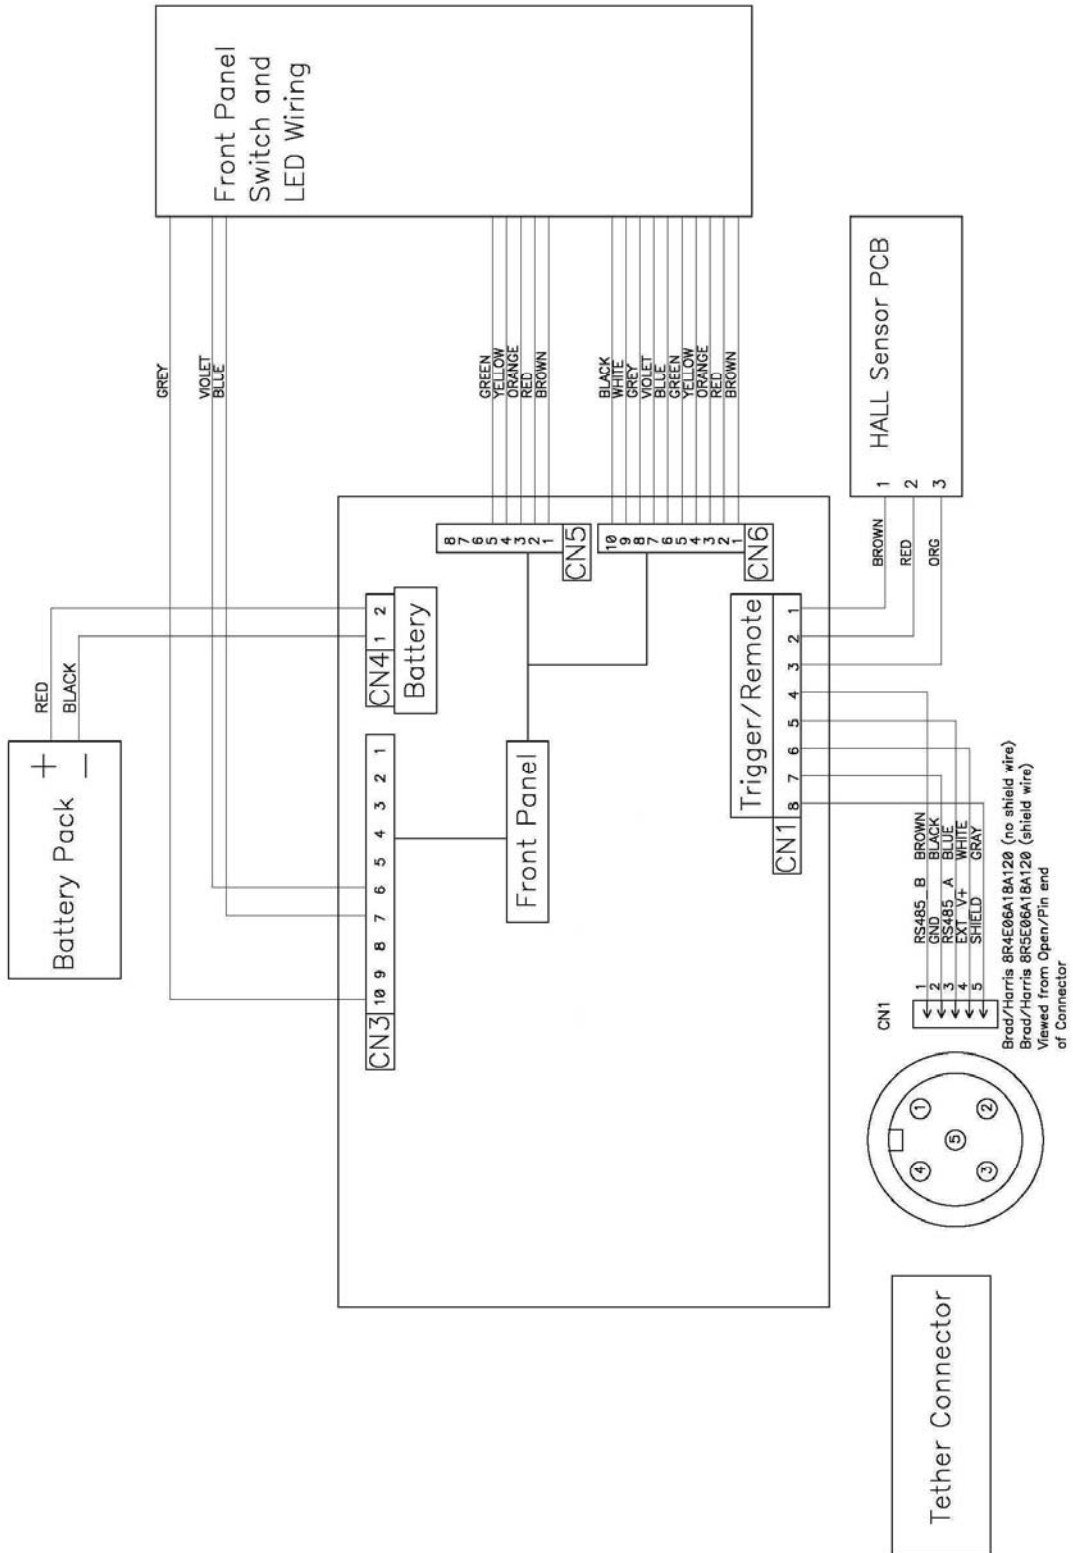 Battery Pack
+
−
RED
BLACK
GREY
VIOLET
BLUE
Front Panel
Switch and
LED Wiring
GREEN
YELLOW
ORANGE
RED
BROWN
BLACK
WHITE
GREY
VIOLET
BLUE
GREEN
YELLOW
ORANGE
RED
BROWN
CN3 10 9 8 7 6 5 4 3 2 1
CN4 1 2
Battery
8
7
6
5
4
3
2
1
CN5
10
9
8
7
6
5
4
3
2
1
CN6
Front Panel
Trigger/Remote
CN1 8 7 6 5 4 3 2 1
BROWN
RED
ORG
1
2
3
HALL Sensor PCB
CN1
1 RS485_B BROWN
2 GND BLACK
3 RS485_A BLUE
4 EXT V+ WHITE
5 SHIELD GRAY
Brad/Harris 8R4E06A18A120 (no shield wire)
Brad/Harris 8R5E06A18A120 (shield wire)
Viewed from Open/Pin end
of Connector
4 1
5
3 2
Tether Connector